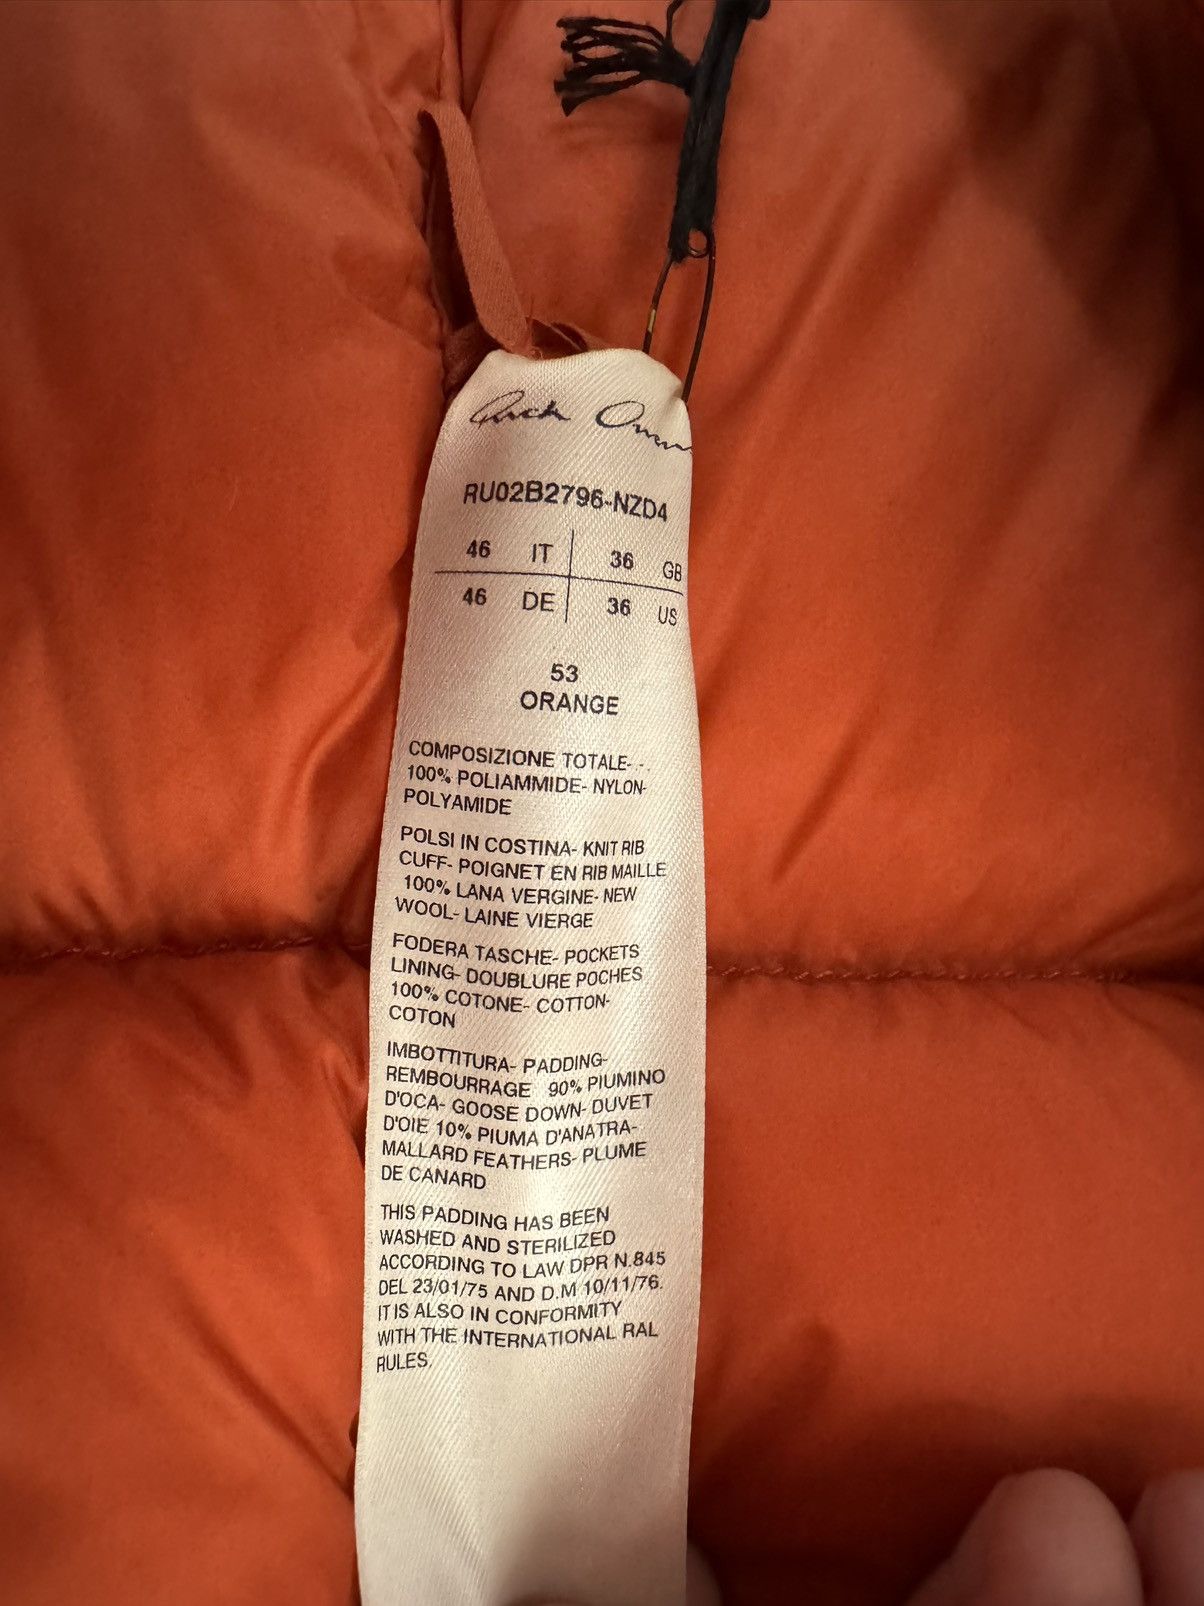 Rick Owen
RU02B2796-NZD4
46 IT 36 GB
46 DE 36 US
53
ORANGE
COMPOSIZIONE TOTALE- -.
100% POLIAMMIDE- NYLON-
POLYAMIDE
POLSI IN COSTINA- KNIT RIB
CUFF- POIGNET EN RIB MAILLE
100% LANA VERGINE- NEW
WOOL- LAINE VIERGE
FODERA TASCHE- POCKETS
LINING- DOUBLURE POCHES
100% COTONE- COTTON-
COTON
IMBOTTITURA- PADDING-
REMBOURRAGE 90% PIUMINO
D'OCA- GOOSE DOWN- DUVET
D'OIE 10% PIUMA D'ANATRA-
MALLARD FEATHERS- PLUME
DE CANARD
THIS PADDING HAS BEEN
WASHED AND STERILIZED
ACCORDING TO LAW DPR N.845
DEL 23/01/75 AND D.M 10/11/76.
IT IS ALSO IN CONFORMITY
WITH THE INTERNATIONAL RAL
RULES.